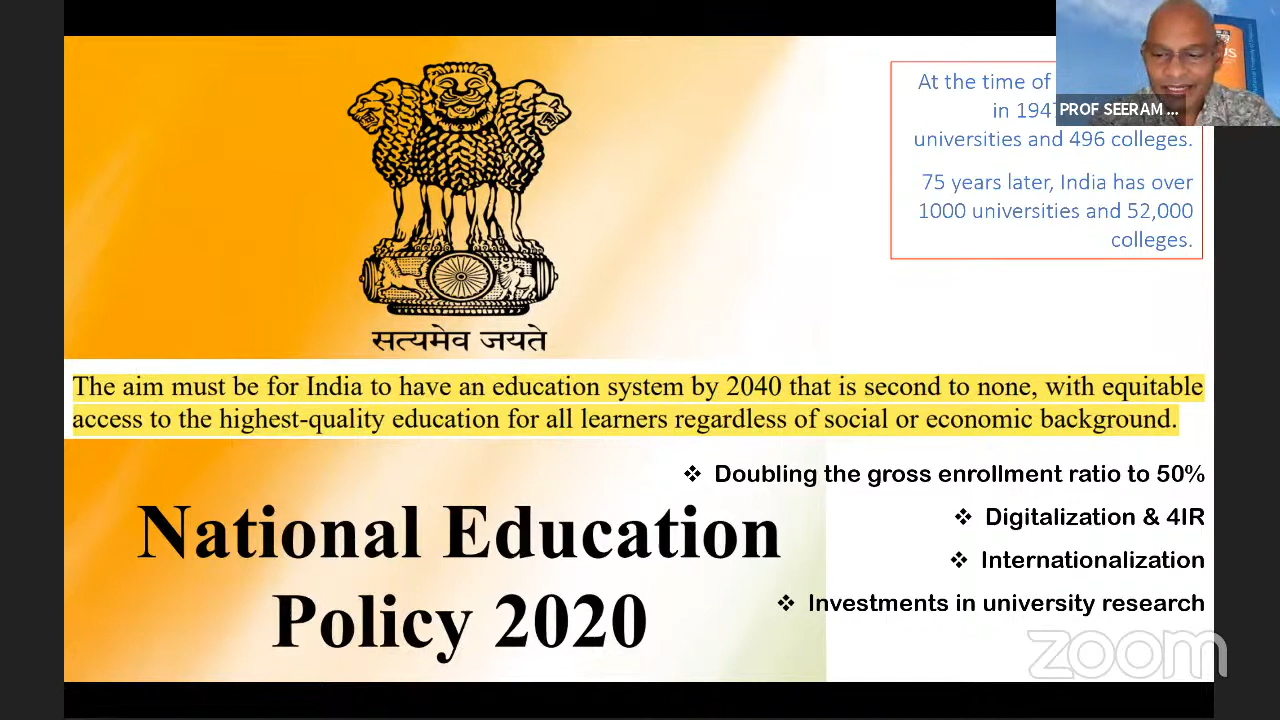 At the time of
in 1947
universities and 496 colleges.
75 years later, India has over
1000 universities and 52,000
colleges.
PROF SEERAM ...
सत्यमेव जयते
The aim must be for India to have an education system by 2040 that is second to none, with equitable
access to the highest-quality education for all learners regardless of social or economic background.
❖ Doubling the gross enrollment ratio to 50%
❖ Digitalization & 4IR
❖ Internationalization
❖ Investments in university research
National Education
Policy 2020
zoom